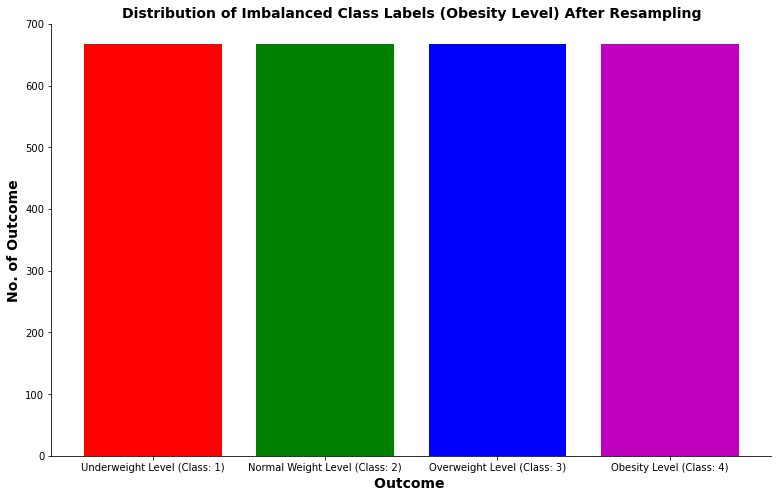 Distribution of Imbalanced Class Labels (Obesity Level) After Resampling
No. of Outcome
700
600
500
400
300
200
100
0
Underweight Level (Class: 1) Normal Weight Level (Class: 2) Overweight Level (Class: 3) Obesity Level (Class: 4)
Outcome